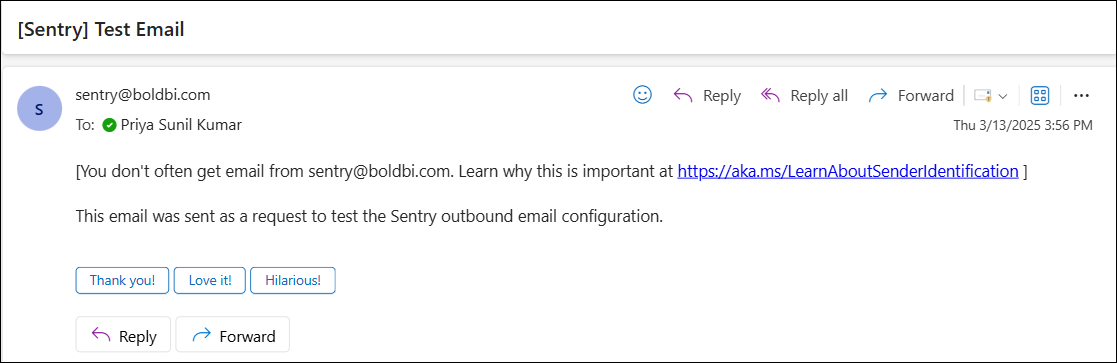 [Sentry] Test Email
S
sentry@boldbi.com
Reply
Reply all
Forward
To: Priya Sunil Kumar
Thu 3/13/2025 3:56 PM
[You don't often get email from sentry@boldbi.com. Learn why this is important at https://aka.ms/LearnAboutSenderIdentification ]
This email was sent as a request to test the Sentry outbound email configuration.
Thank you! Love it! Hilarious!
Reply Forward